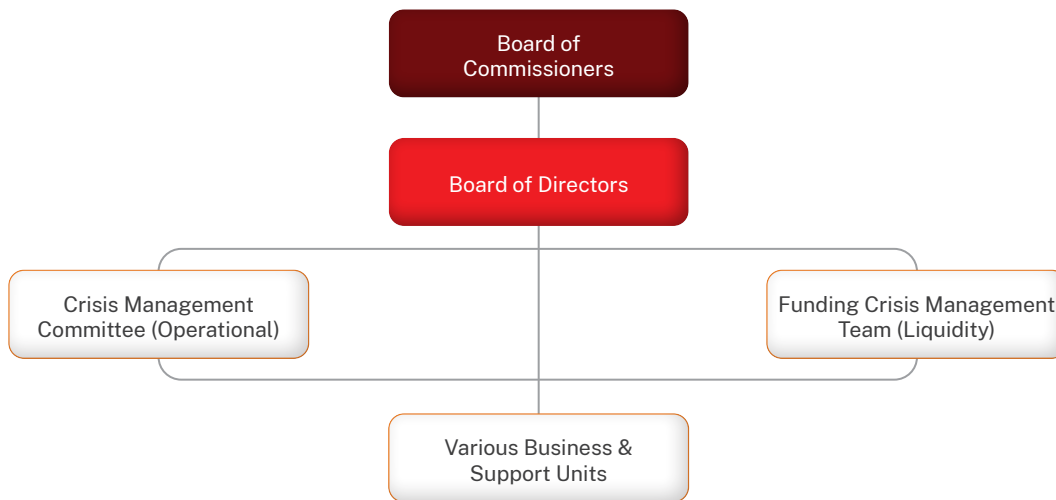 Board of
Commissioners
Board of Directors
Crisis Management
Committee (Operational)
Funding Crisis Management
Team (Liquidity)
Various Business &
Support Units